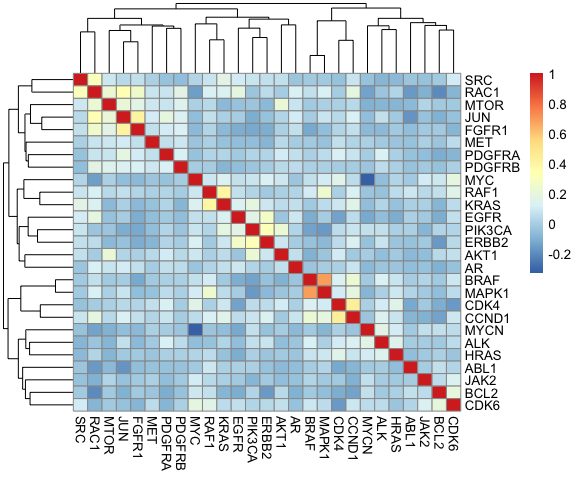 SRC
RAC1
MTOR
JUN
FGFR1
MET
PDGFRA
PDGFRB
MYC
RAF1
KRAS
EGFR
PIK3CA
ERBB2
AKT1
AR
BRAF
MAPK1
CDK4
CCND1
MYCN
ALK
HRAS
ABL1
JAK2
BCL2
CDK6
1
0.8
0.6
0.4
0.2
0
-0.2
SRC
RAC1
MTOR
JUN
FGFR1
MET
PDGFRA
PDGFRB
MYC
RAF1
KRAS
EGFR
PIK3CA
ERBB2
AKT1
AR
BRAF
MAPK1
CDK4
CCND1
MYCN
ALK
HRAS
ABL1
JAK2
BCL2
CDK6